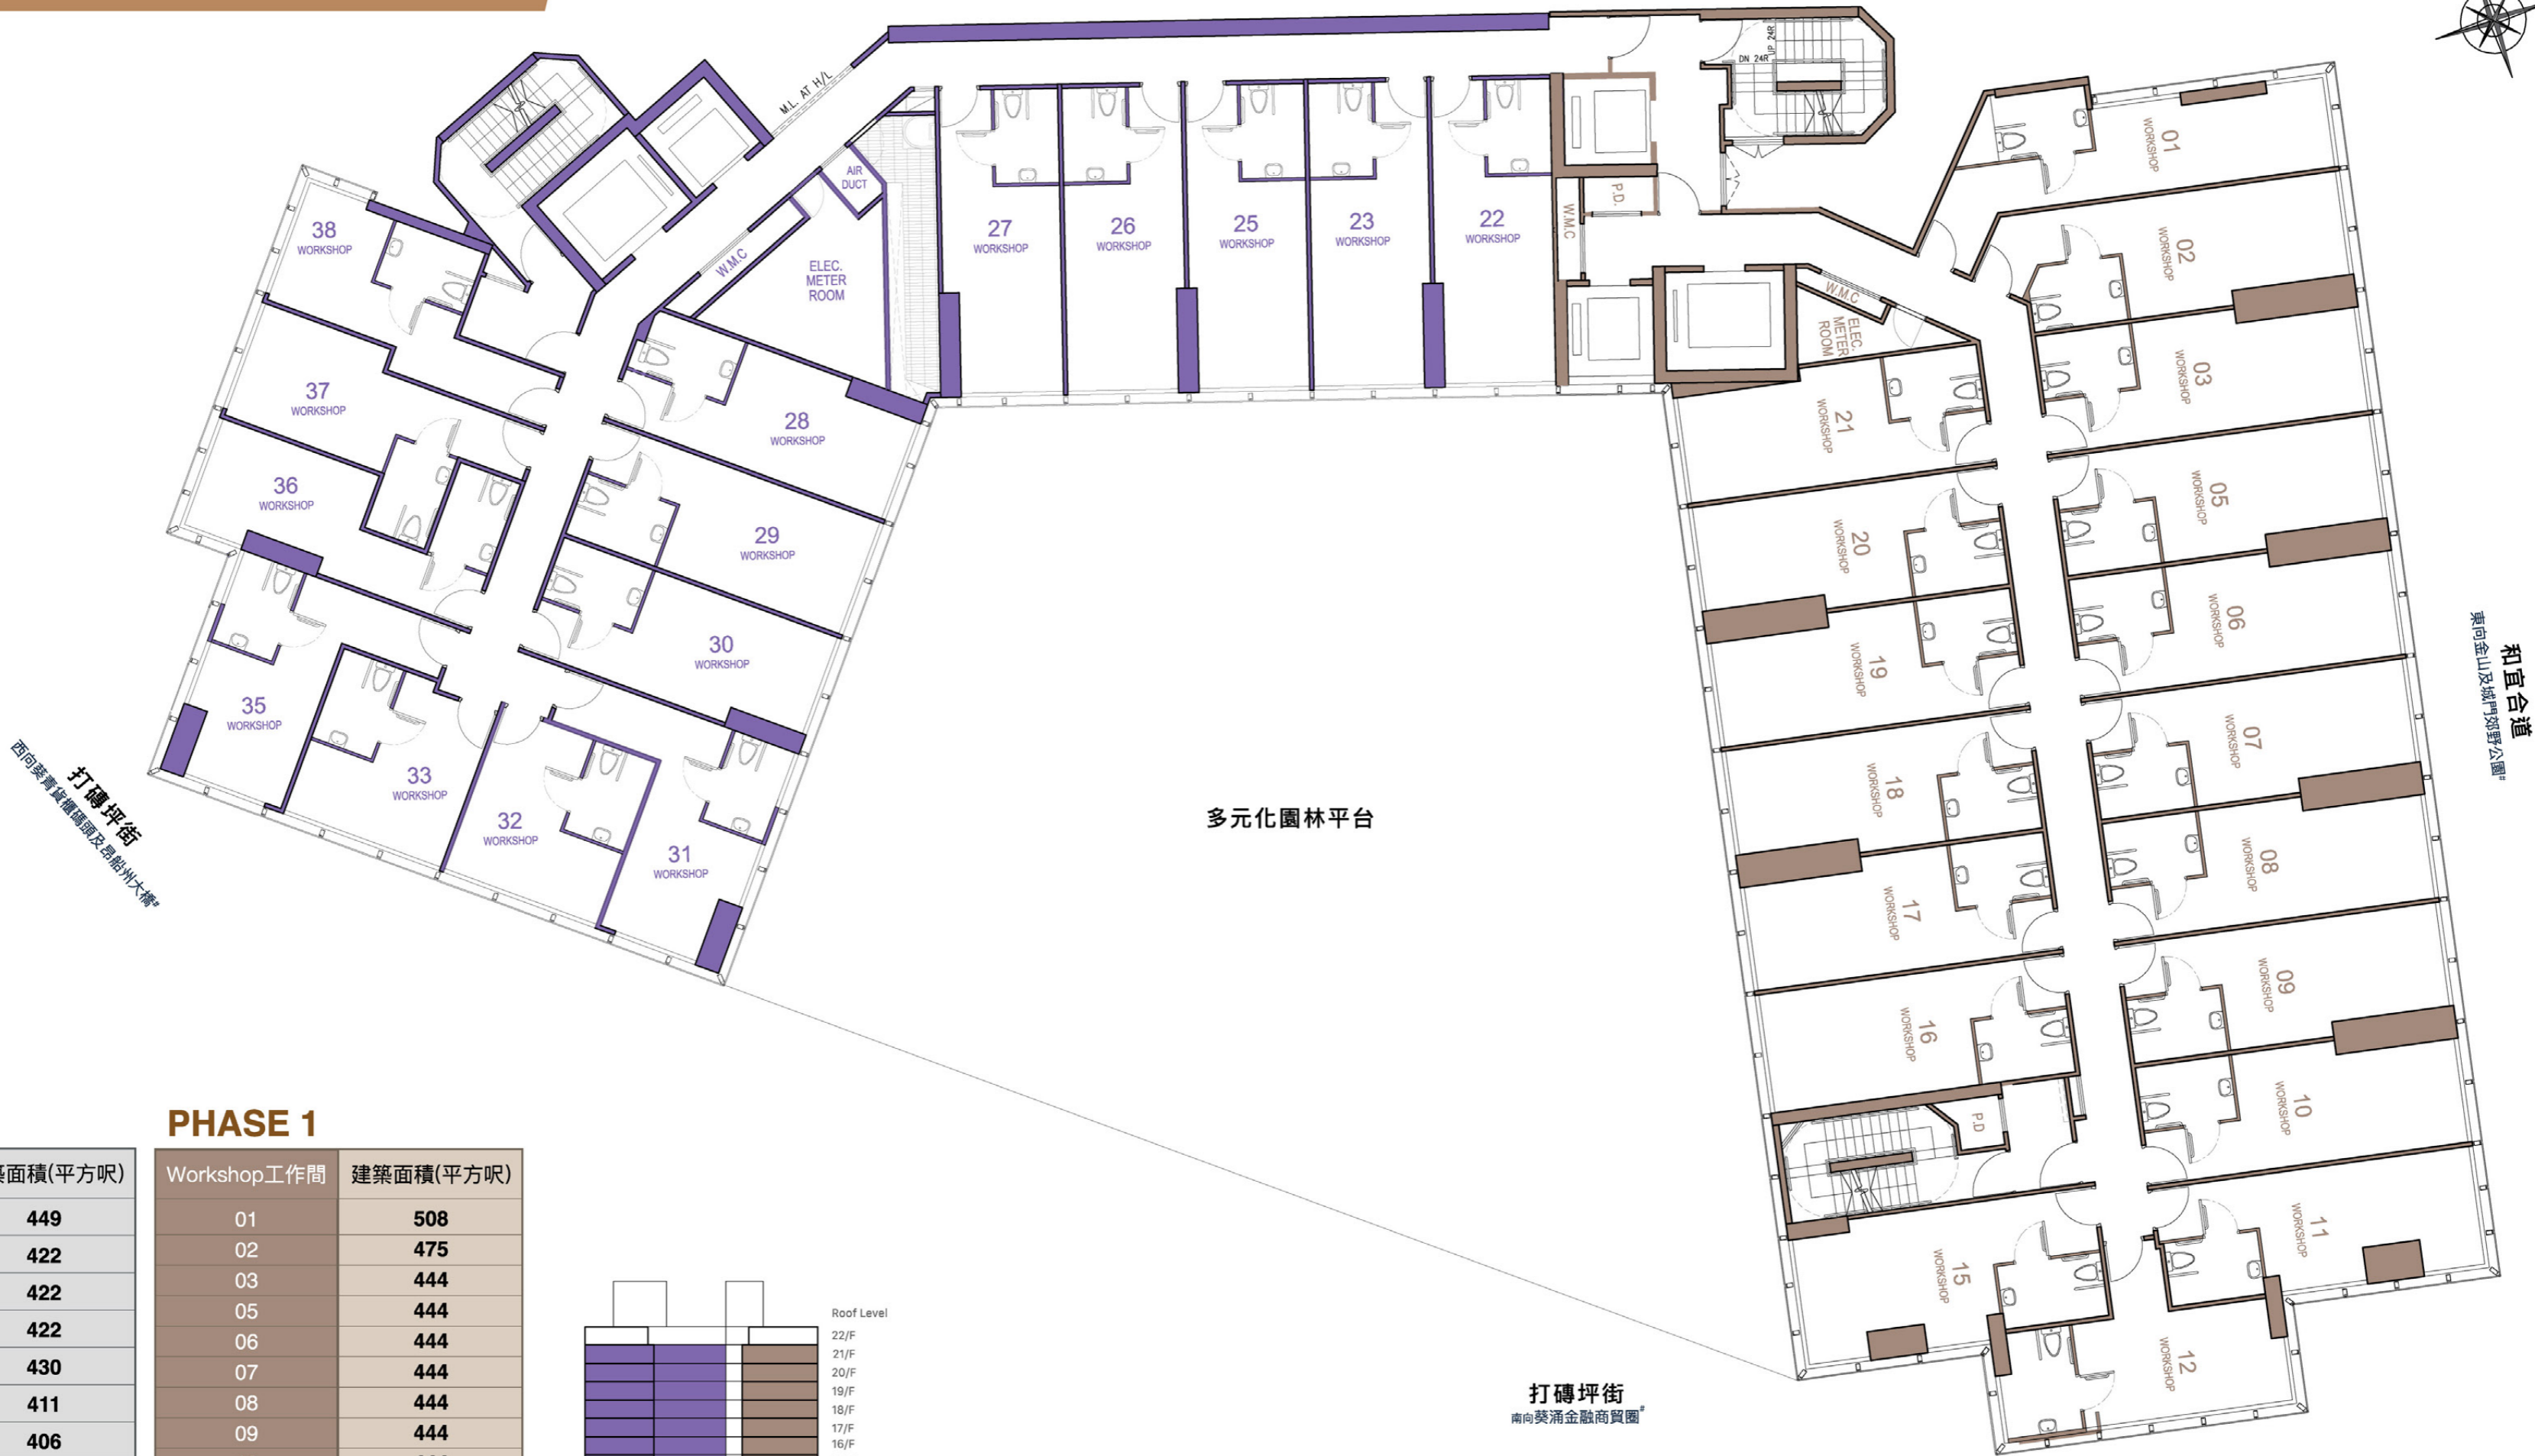 DN 24R
UP 24R
M.L. AT H/L
AIR
DUCT
W.M.C
ELEC.
METER
ROOM
38
WORKSHOP
37
WORKSHOP
36
WORKSHOP
35
WORKSHOP
33
WORKSHOP
32
WORKSHOP
31
WORKSHOP
30
WORKSHOP
29
WORKSHOP
28
WORKSHOP
27
WORKSHOP
26
WORKSHOP
25
WORKSHOP
23
WORKSHOP
22
WORKSHOP
P.D.
W.M.C
W.M.C
ELEC.
METER
ROOM
01
WORKSHOP
02
WORKSHOP
03
WORKSHOP
05
WORKSHOP
06
WORKSHOP
07
WORKSHOP
08
WORKSHOP
09
WORKSHOP
10
WORKSHOP
11
WORKSHOP
12
WORKSHOP
15
WORKSHOP
16
WORKSHOP
17
WORKSHOP
18
WORKSHOP
19
WORKSHOP
20
WORKSHOP
21
WORKSHOP
P.D
和宜合道
東向金山及城門郊野公園#
打磚坪街
西向葵青貨櫃碼頭及昂船州大橋#
多元化園林平台
打磚坪街
南向葵涌金融商貿圈#
PHASE 1
面積(平方呎)
449
422
422
422
430
411
406
Workshop工作間 建築面積(平方呎)
01 508
02 475
03 444
05 444
06 444
07 444
08 444
09 444
Roof Level
22/F
21/F
20/F
19/F
18/F
17/F
16/F